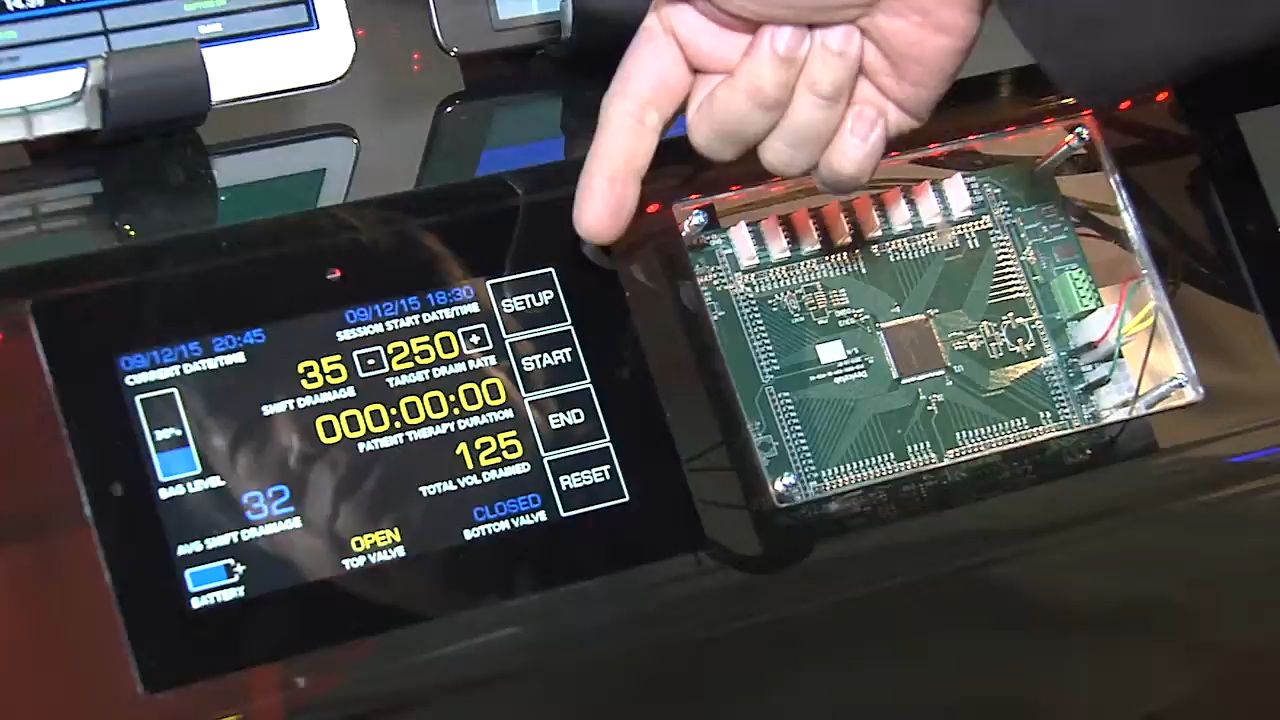 09/12/15 20:45
CURRENT DATE/TIME
09/12/15 18:30
SESSION START DATE/TIME
35
SHIFT DRAINAGE
- 250 +
TARGET DRAIN RATE
000:00:00
PATIENT THERAPY DURATION
125
TOTAL VOL DRAINED
BAG LEVEL
32
AVG SHIFT DRAINAGE
OPEN
TOP VALVE
CLOSED
BOTTOM VALVE
BATTERY
SETUP
START
END
RESET